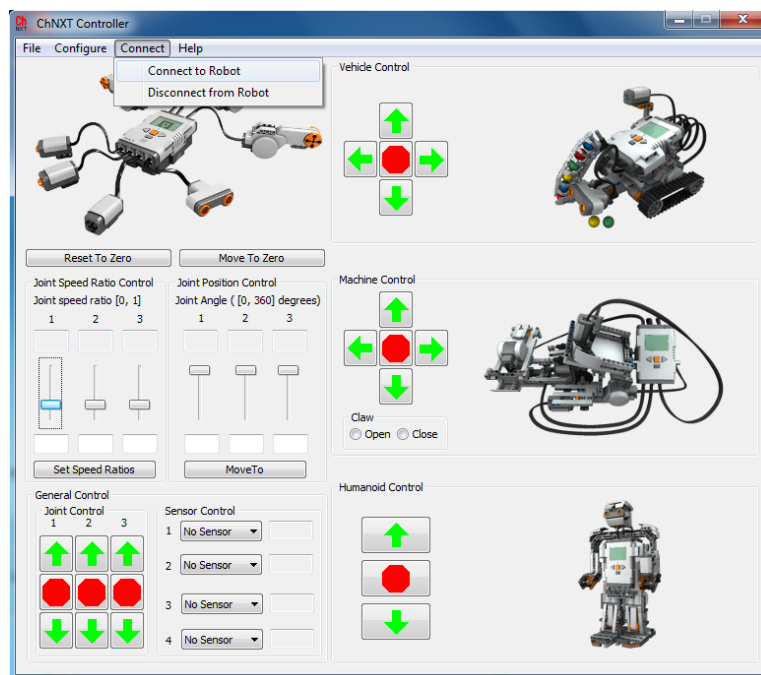 Ch
NXT
ChNXT Controller
File Configure Connect Help
Connect to Robot
Disconnect from Robot
Vehicle Control
Reset To Zero Move To Zero
Joint Speed Ratio Control
Joint speed ratio [0, 1]
1 2 3
Set Speed Ratios
Joint Position Control
Joint Angle ( [0, 360] degrees)
1 2 3
MoveTo
Machine Control
Claw
Open Close
General Control
Joint Control
1 2 3
Sensor Control
1 No Sensor
2 No Sensor
3 No Sensor
4 No Sensor
Humanoid Control